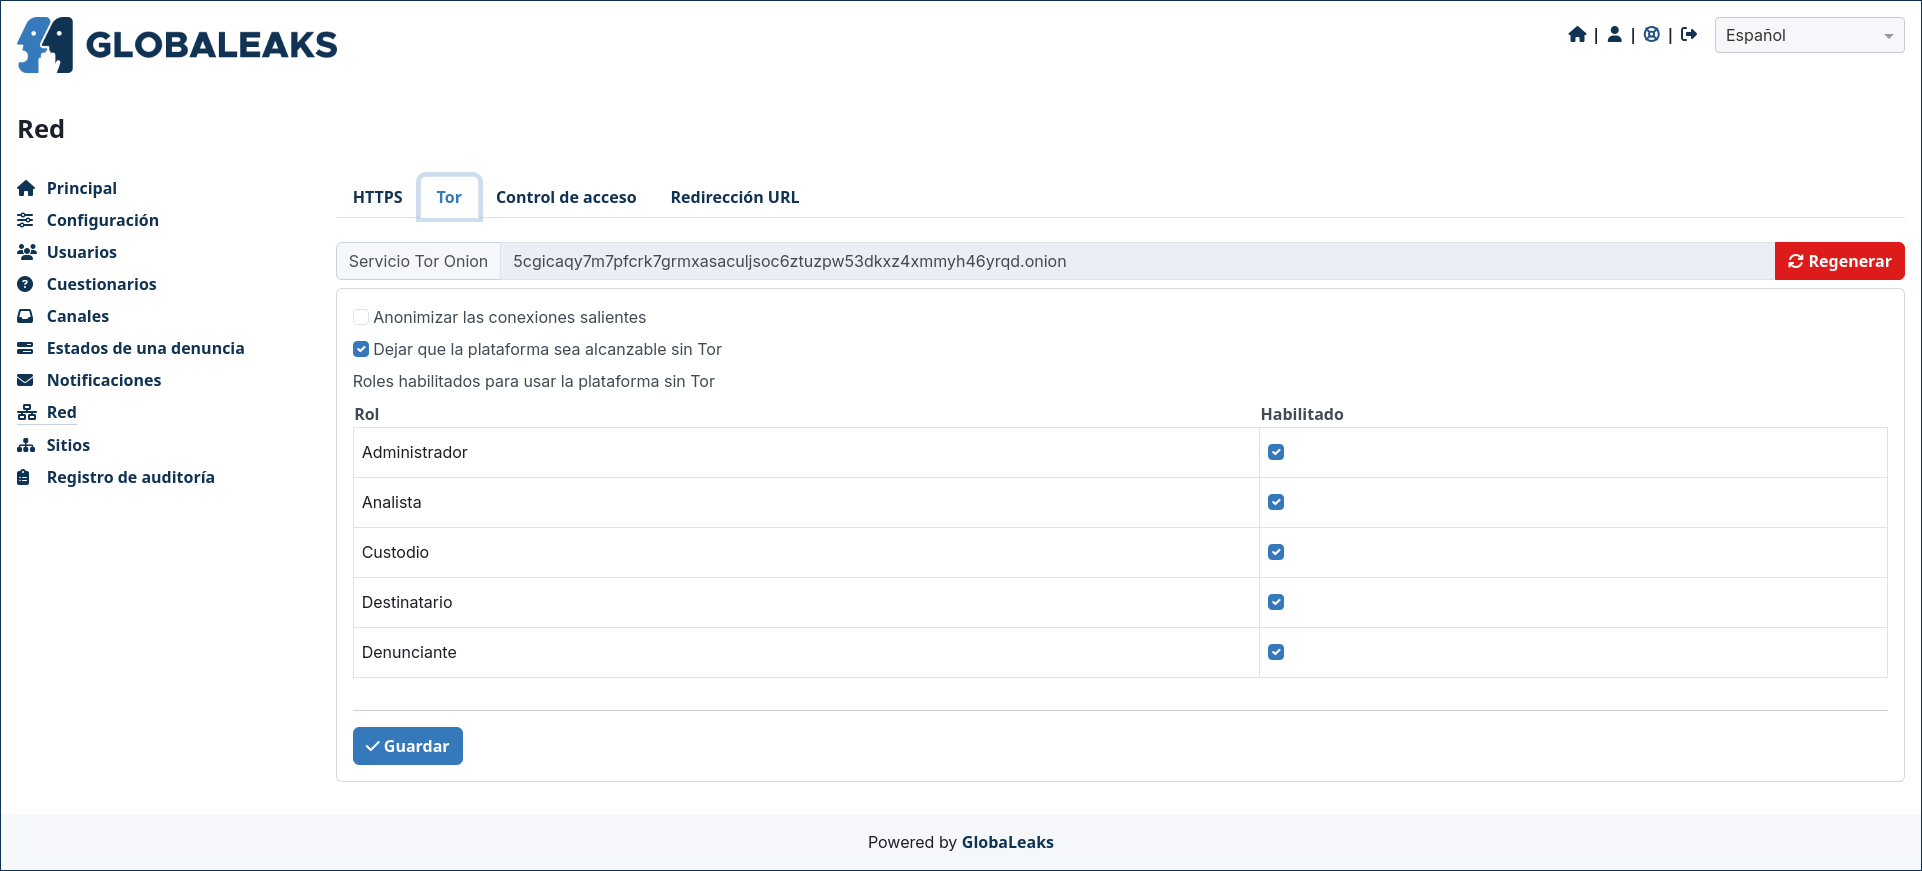 GLOBALEAKS
| | |
Español
Red
Principal
Configuración
Usuarios
Cuestionarios
Canales
Estados de una denuncia
Notificaciones
Red
Sitios
Registro de auditoría
HTTPS Tor Control de acceso Redirección URL
Servicio Tor Onion 5cgicaqy7m7pfcrk7grmxasaculjsoc6ztuzpw53dkxz4xmmyh46yrqd.onion Regenerar
Anonimizar las conexiones salientes
Dejar que la plataforma sea alcanzable sin Tor
Roles habilitados para usar la plataforma sin Tor
Rol Habilitado
Administrador
Analista
Custodio
Destinatario
Denunciante
Guardar
Powered by GlobaLeaks